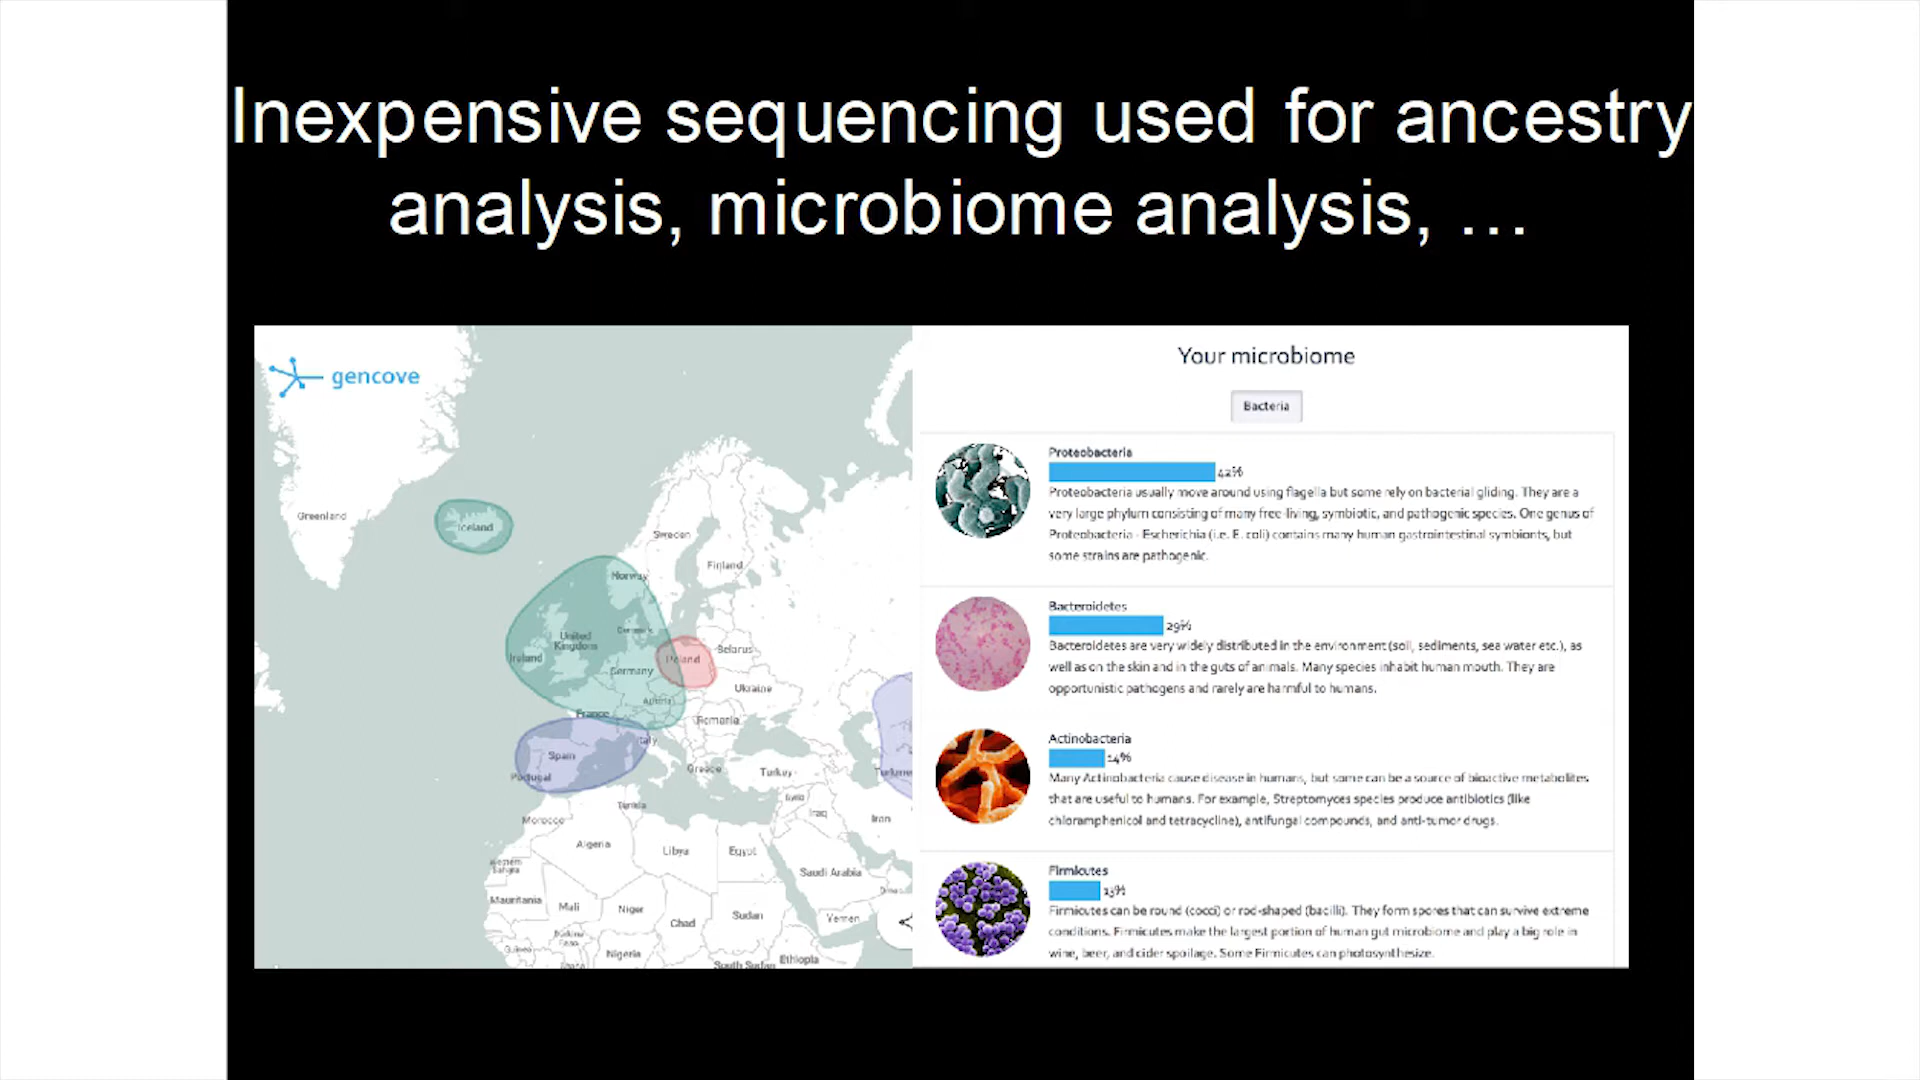 Inexpensive sequencing used for ancestry
analysis, microbiome analysis, ...
gencove
Greenland
Iceland
Sweden
Finland
Norway
United
Kingdom
Denmark
Ireland
Poland
Belarus
Germany
Ukraine
Austria
France
Romania
Italy
Spain
Portugal
Greece
Turkey
Tunisia
Syria
Iraq
Iran
Morocco
Algeria
Libya
Egypt
Western
Sahara
Saudi Arabia
Mauritania
Mali
Niger
Chad
Sudan
Yemen
Burkina
Faso
Guinea
Nigeria
South Sudan
Ethiopia
Your microbiome
Bacteria
Proteobacteria
42%
Proteobacteria usually move around using flagella but some rely on bacterial gliding. They are a
very large phylum consisting of many free-living, symbiotic, and pathogenic species. One genus of
Proteobacteria - Escherichia (i.e. E. coli) contains many human gastrointestinal symbionts, but
some strains are pathogenic.
Bacteroidetes
29%
Bacteroidetes are very widely distributed in the environment (soil, sediments, sea water etc.), as
well as on the skin and in the guts of animals. Many species inhabit human mouth. They are
opportunistic pathogens and rarely are harmful to humans.
Actinobacteria
14%
Many Actinobacteria cause disease in humans, but some can be a source of bioactive metabolites
that are useful to humans. For example, Streptomyces species produce antibiotics (like
chloramphenicol and tetracycline), antifungal compounds, and anti-tumor drugs.
Firmicutes
13%
Firmicutes can be round (cocci) or rod-shaped (bacilli). They form spores that can survive extreme
conditions. Firmicutes make the largest portion of human gut microbiome and play a big role in
wine, beer, and cider spoilage. Some Firmicutes can photosynthesize.